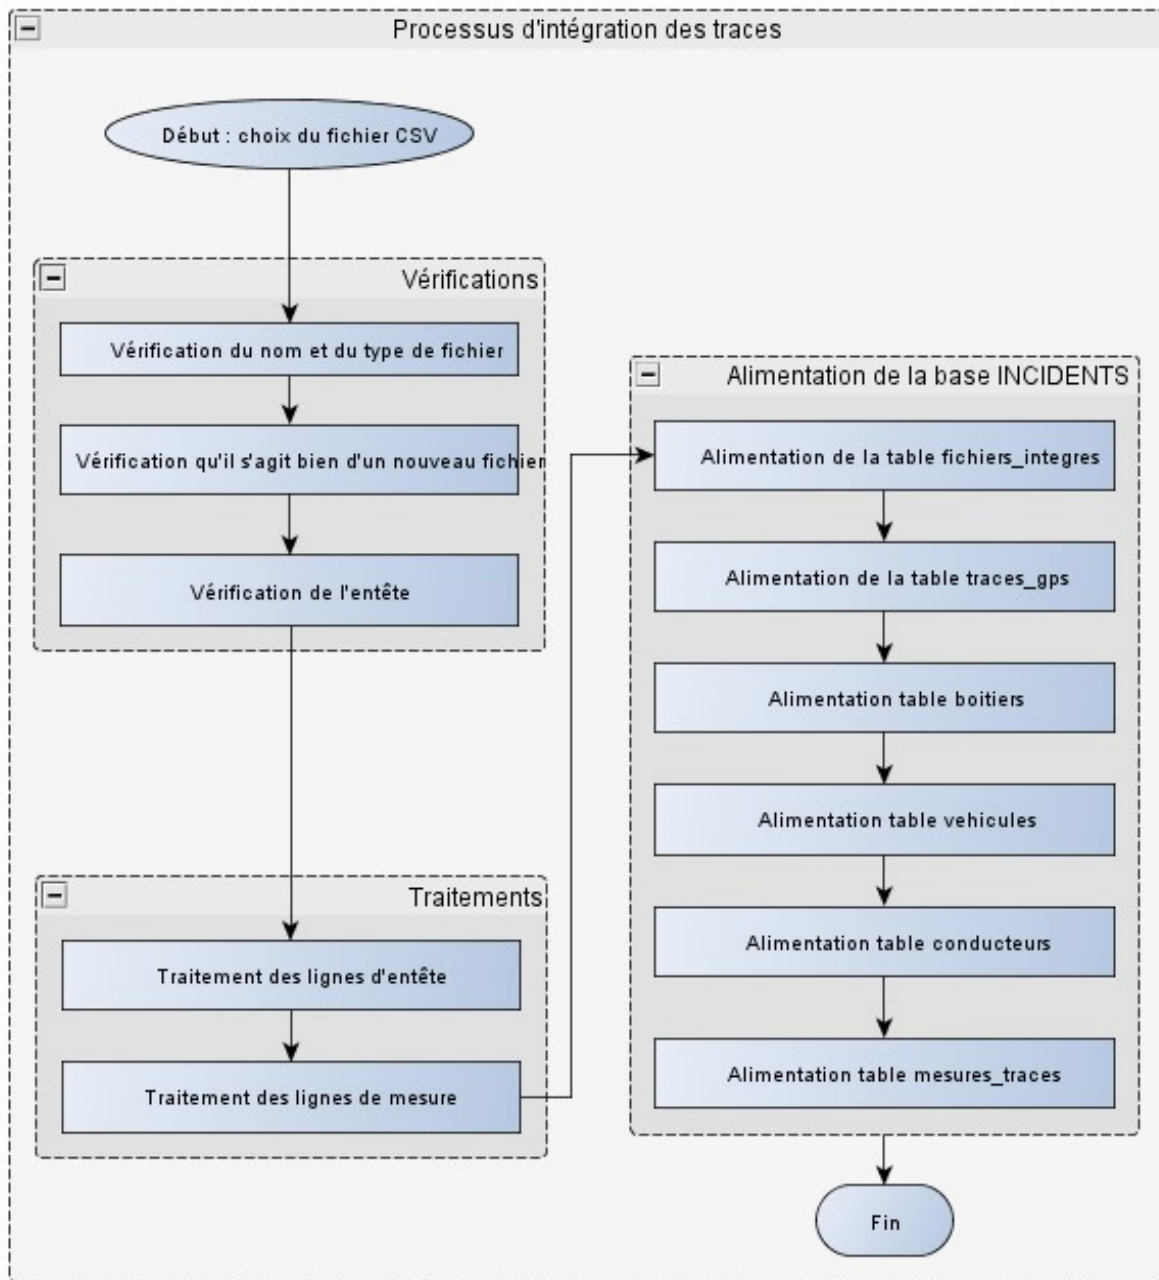 Processus d'intégration des traces
Début : choix du fichier CSV
Vérifications
Vérification du nom et du type de fichier
Vérification qu'il s'agit bien d'un nouveau fichier
Vérification de l'entête
Traitements
Traitement des lignes d'entête
Traitement des lignes de mesure
Alimentation de la base INCIDENTS
Alimentation de la table fichiers_integres
Alimentation de la table traces_gps
Alimentation table boitiers
Alimentation table vehicules
Alimentation table conducteurs
Alimentation table mesures_traces
Fin